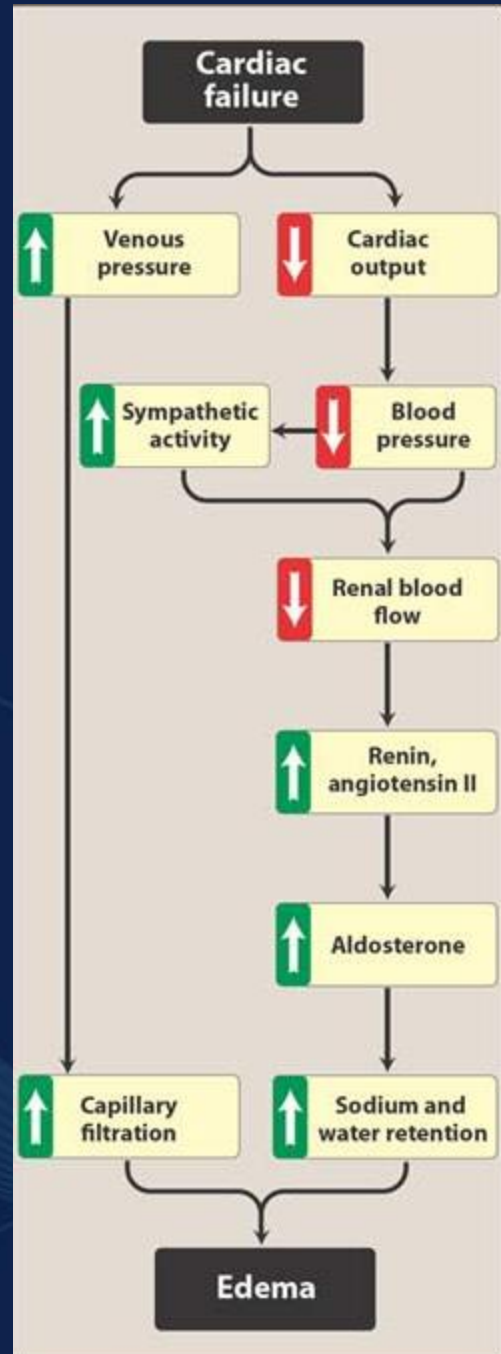 Cardiac
failure
Venous
pressure
Cardiac
output
Sympathetic
activity
Blood
pressure
Renal blood
flow
Renin,
angiotensin II
Aldosterone
Capillary
filtration
Sodium and
water retention
Edema